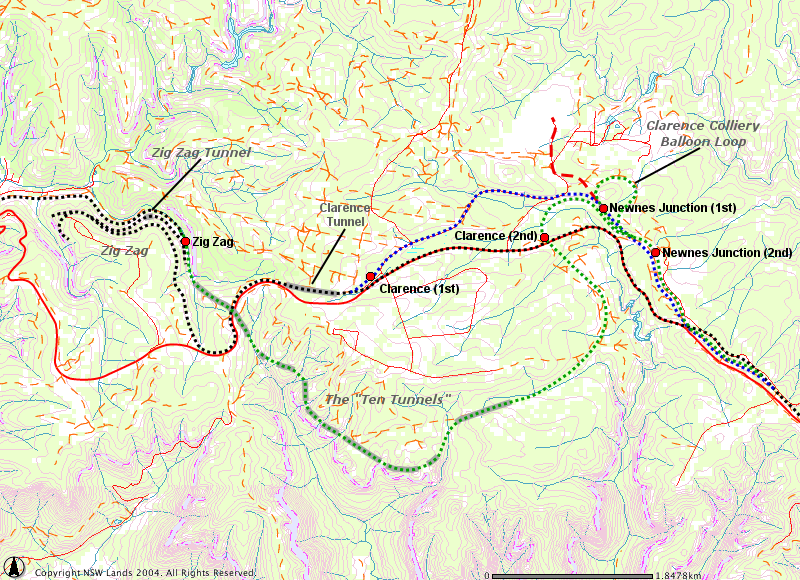 Clarence Colliery
Balloon Loop
Zig Zag Tunnel
Clarence
Tunnel
Newnes Junction (1st)
Clarence (2nd)
Zig Zag
Zig Zag
Newnes Junction (2nd)
Clarence (1st)
The "Ten Tunnels"
Copyright NSW Lands 2004. All Rights Reserved.
0
1.8478km